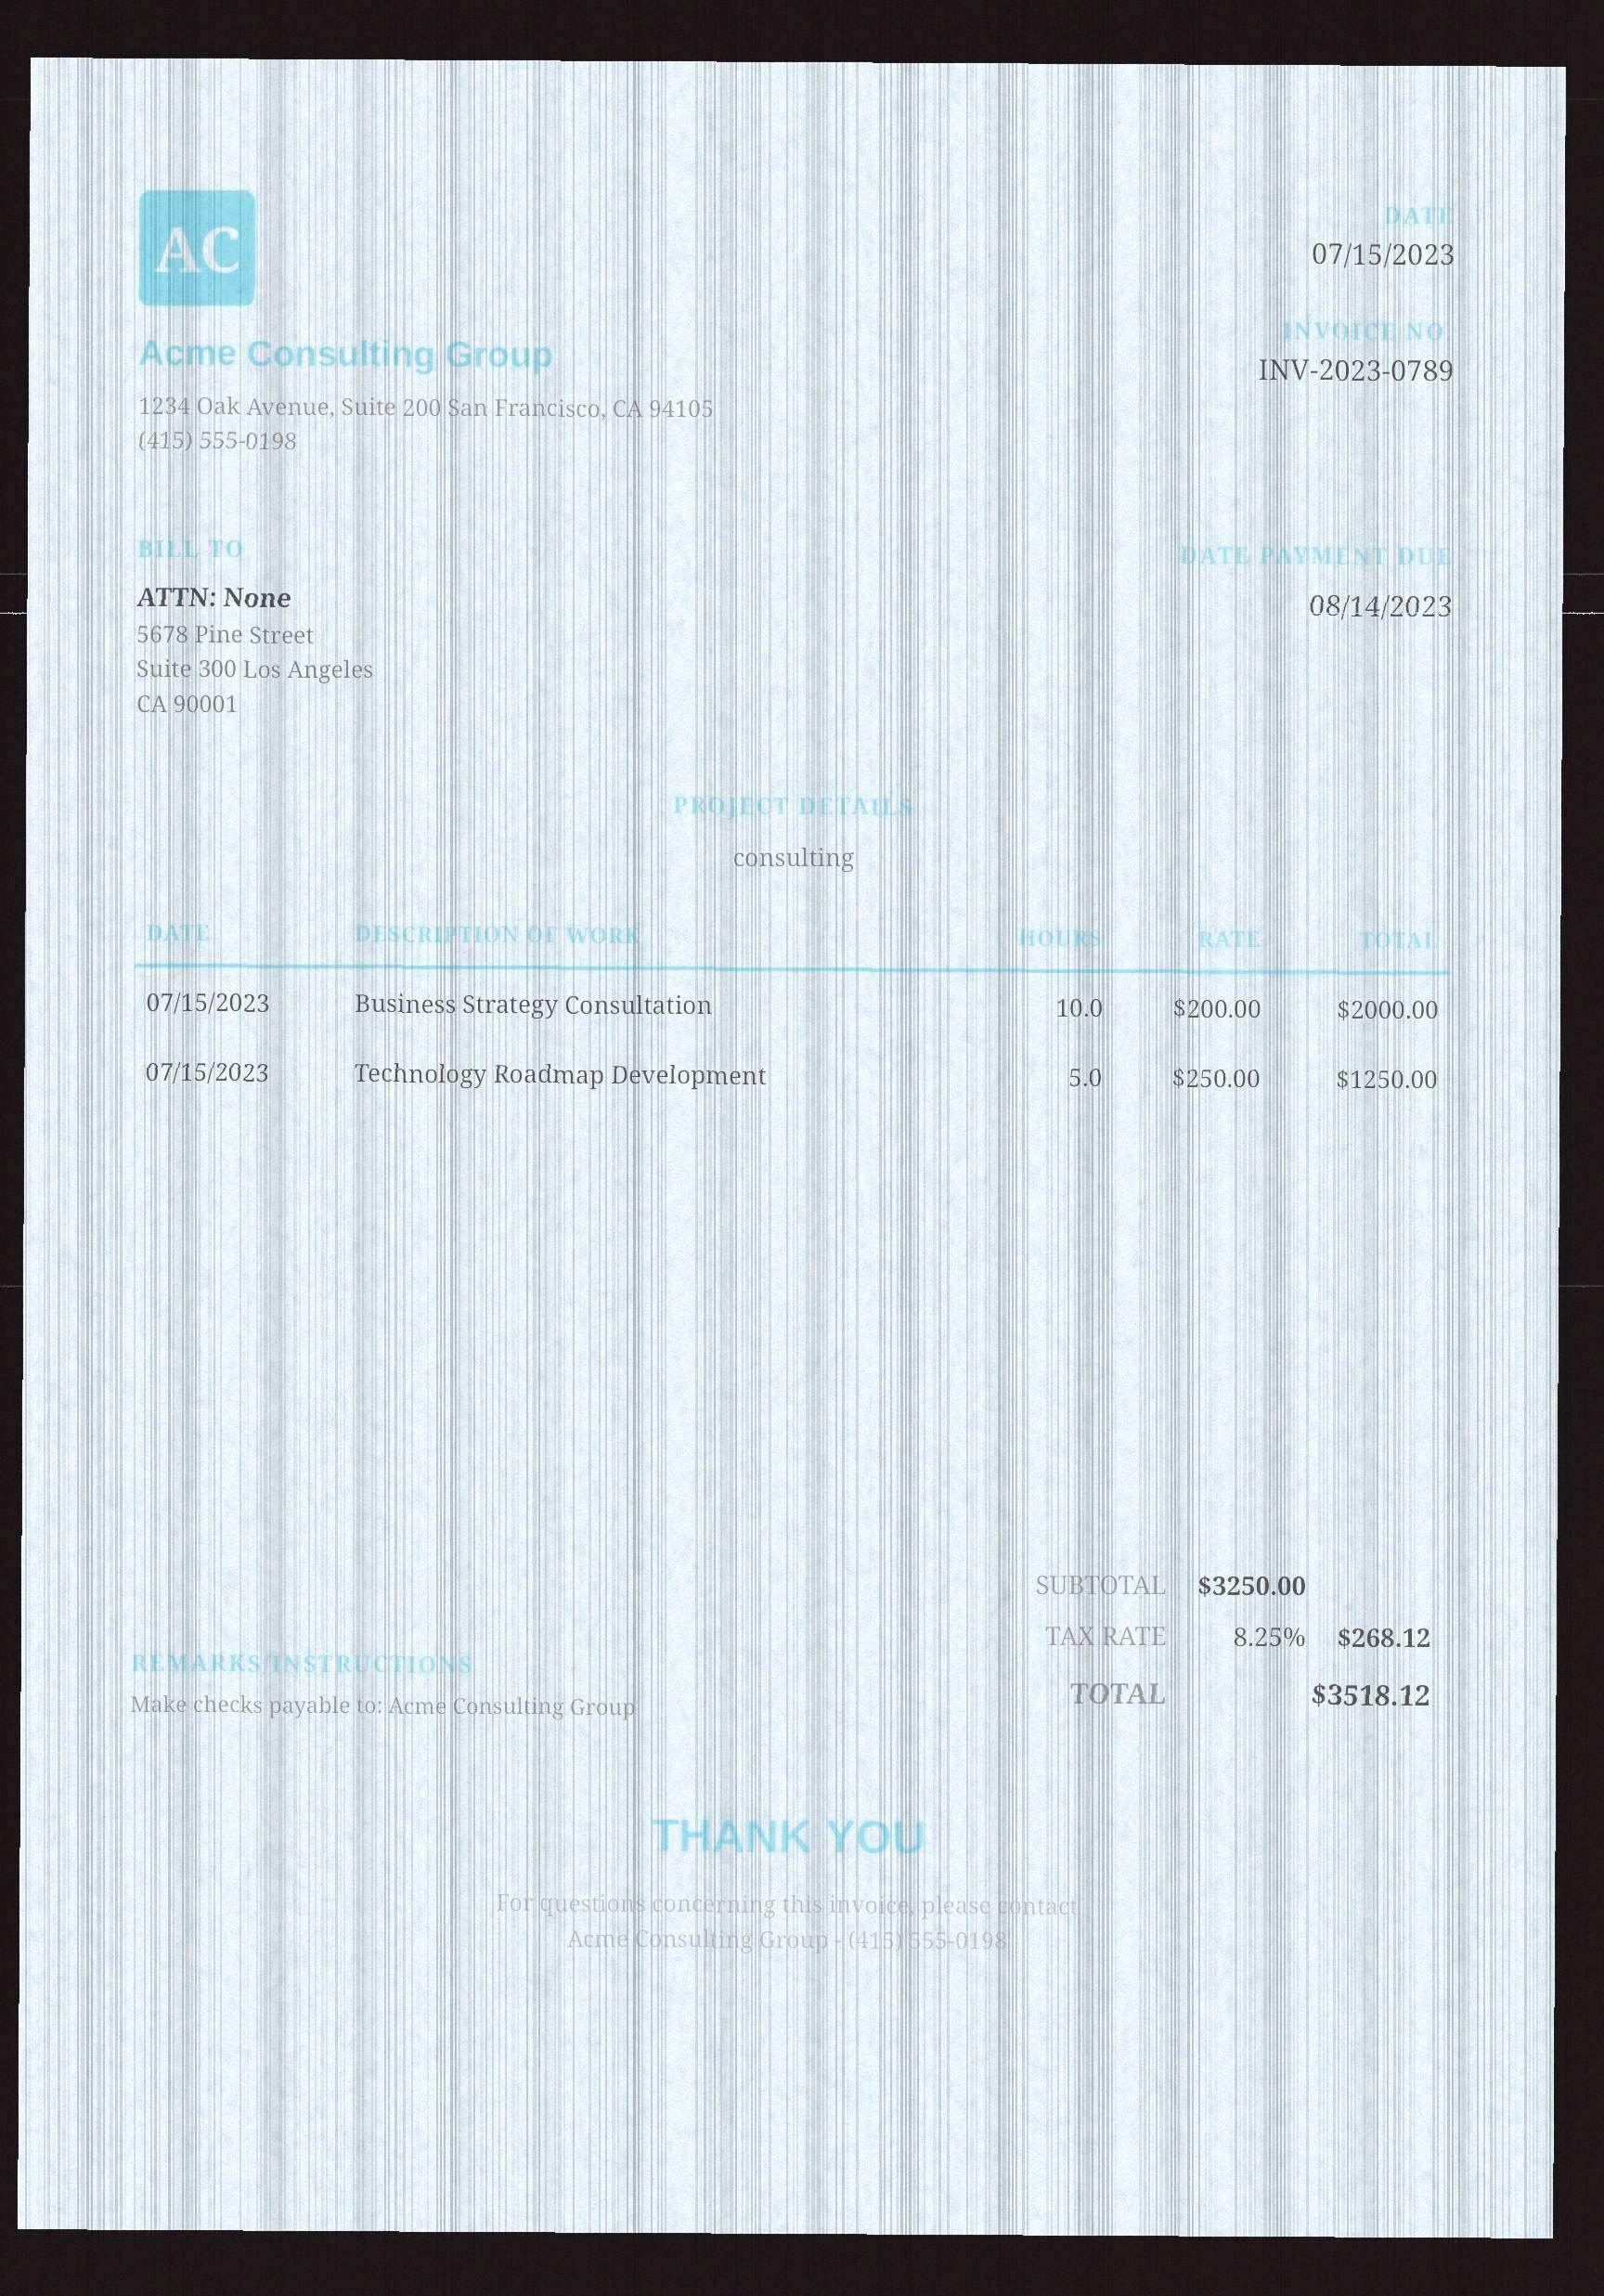 AC
DATE
07/15/2023
Acme Consulting Group
INVOICE NO.
INV-2023-0789
1234 Oak Avenue, Suite 200 San Francisco, CA 94105
(415) 555-0198
BILL TO
DATE PAYMENT DUE
ATTN: None
08/14/2023
5678 Pine Street
Suite 300 Los Angeles
CA 90001
PROJECT DETAILS
consulting
DATE DESCRIPTION OF WORK HOURS RATE TOTAL
07/15/2023 Business Strategy Consultation 10.0 $200.00 $2000.00
07/15/2023 Technology Roadmap Development 5.0 $250.00 $1250.00
SUBTOTAL $3250.00
TAX RATE 8.25% $268.12
REMARKS/INSTRUCTIONS
Make checks payable to: Acme Consulting Group
TOTAL $3518.12
THANK YOU
For questions concerning this invoice, please contact
Acme Consulting Group - (415) 555-0198